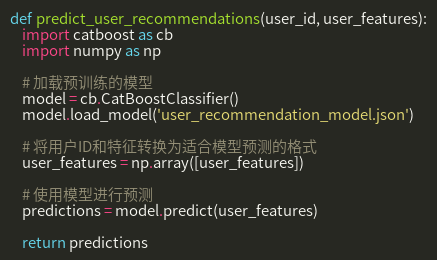 def predict_user_recommendations(user_id, user_features):
import catboost as cb
import numpy as np
# 加载预训练的模型
model = cb.CatBoostClassifier()
model.load_model('user_recommendation_model.json')
# 将用户ID和特征转换为适合模型预测的格式
user_features = np.array([user_features])
# 使用模型进行预测
predictions = model.predict(user_features)
return predictions